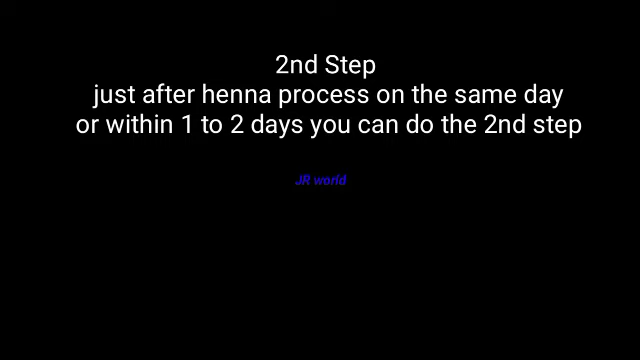 2nd Step
just after henna process on the same day
or within 1 to 2 days you can do the 2nd step
JR world